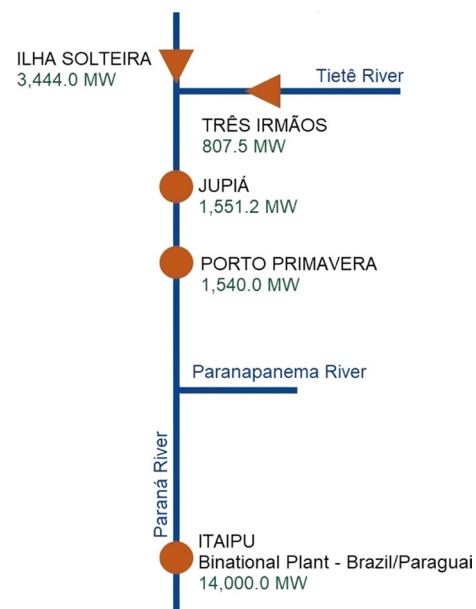 ILHA SOLTEIRA
3,444.0 MW
Tietê River
TRÊS IRMÃOS
807.5 MW
JUPIÁ
1,551.2 MW
PORTO PRIMAVERA
1,540.0 MW
Paranapanema River
Paraná River
ITAIPU
Binational Plant - Brazil/Paraguai
14,000.0 MW